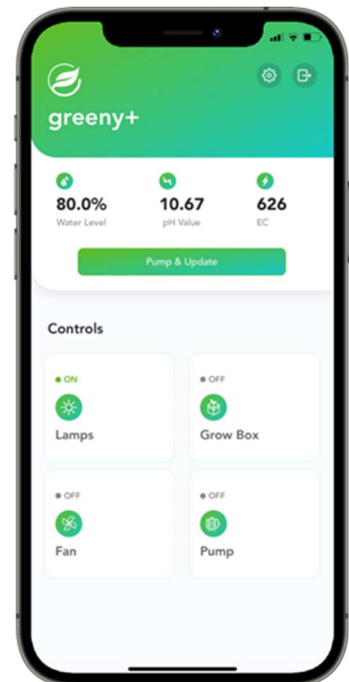 greeny+
80.0% 10.67 626
Water Level pH Value EC
Pump & Update
Controls
ON OFF
Lamps Grow Box
OFF OFF
Fan Pump